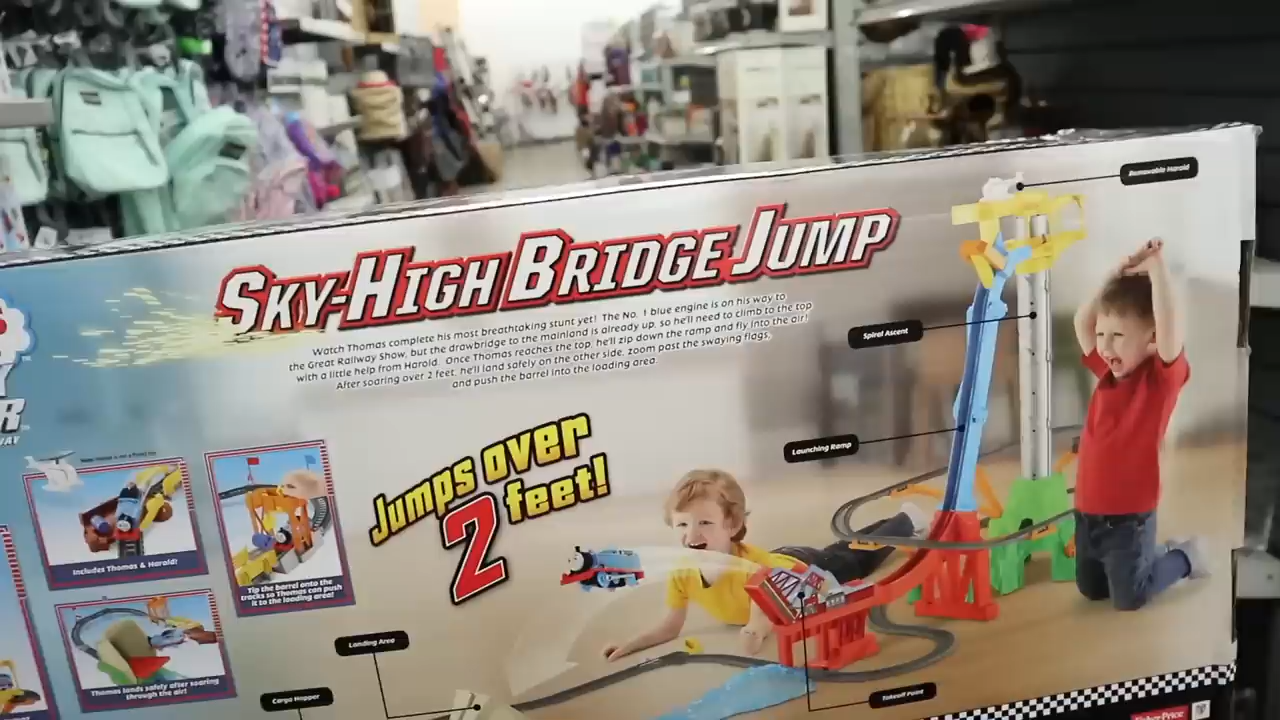 Removable Harold
SKY-HIGH BRIDGE JUMP
Watch Thomas complete his most breathtaking stunt yet! The No. 1 blue engine is on his way to
the Great Railway Show, but the drawbridge to the mainland is already up, so he'll need to climb to the top
with a little help from Harold. Once Thomas reaches the top, he'll zip down the ramp and fly into the air!
After soaring over 2 feet, he'll land safely on the other side, zoom past the swaying flags,
and push the barrel into the loading area.
Spiral Ascent
Launching Ramp
Jumps over
2 feet!
Includes Thomas & Harold!
Tip the barrel onto the
tracks so Thomas can push
it to the loading area!
Thomas lands safely after soaring
through the air!
Landing Area
Cargo Hopper
Takeoff Point
Fisher-Price